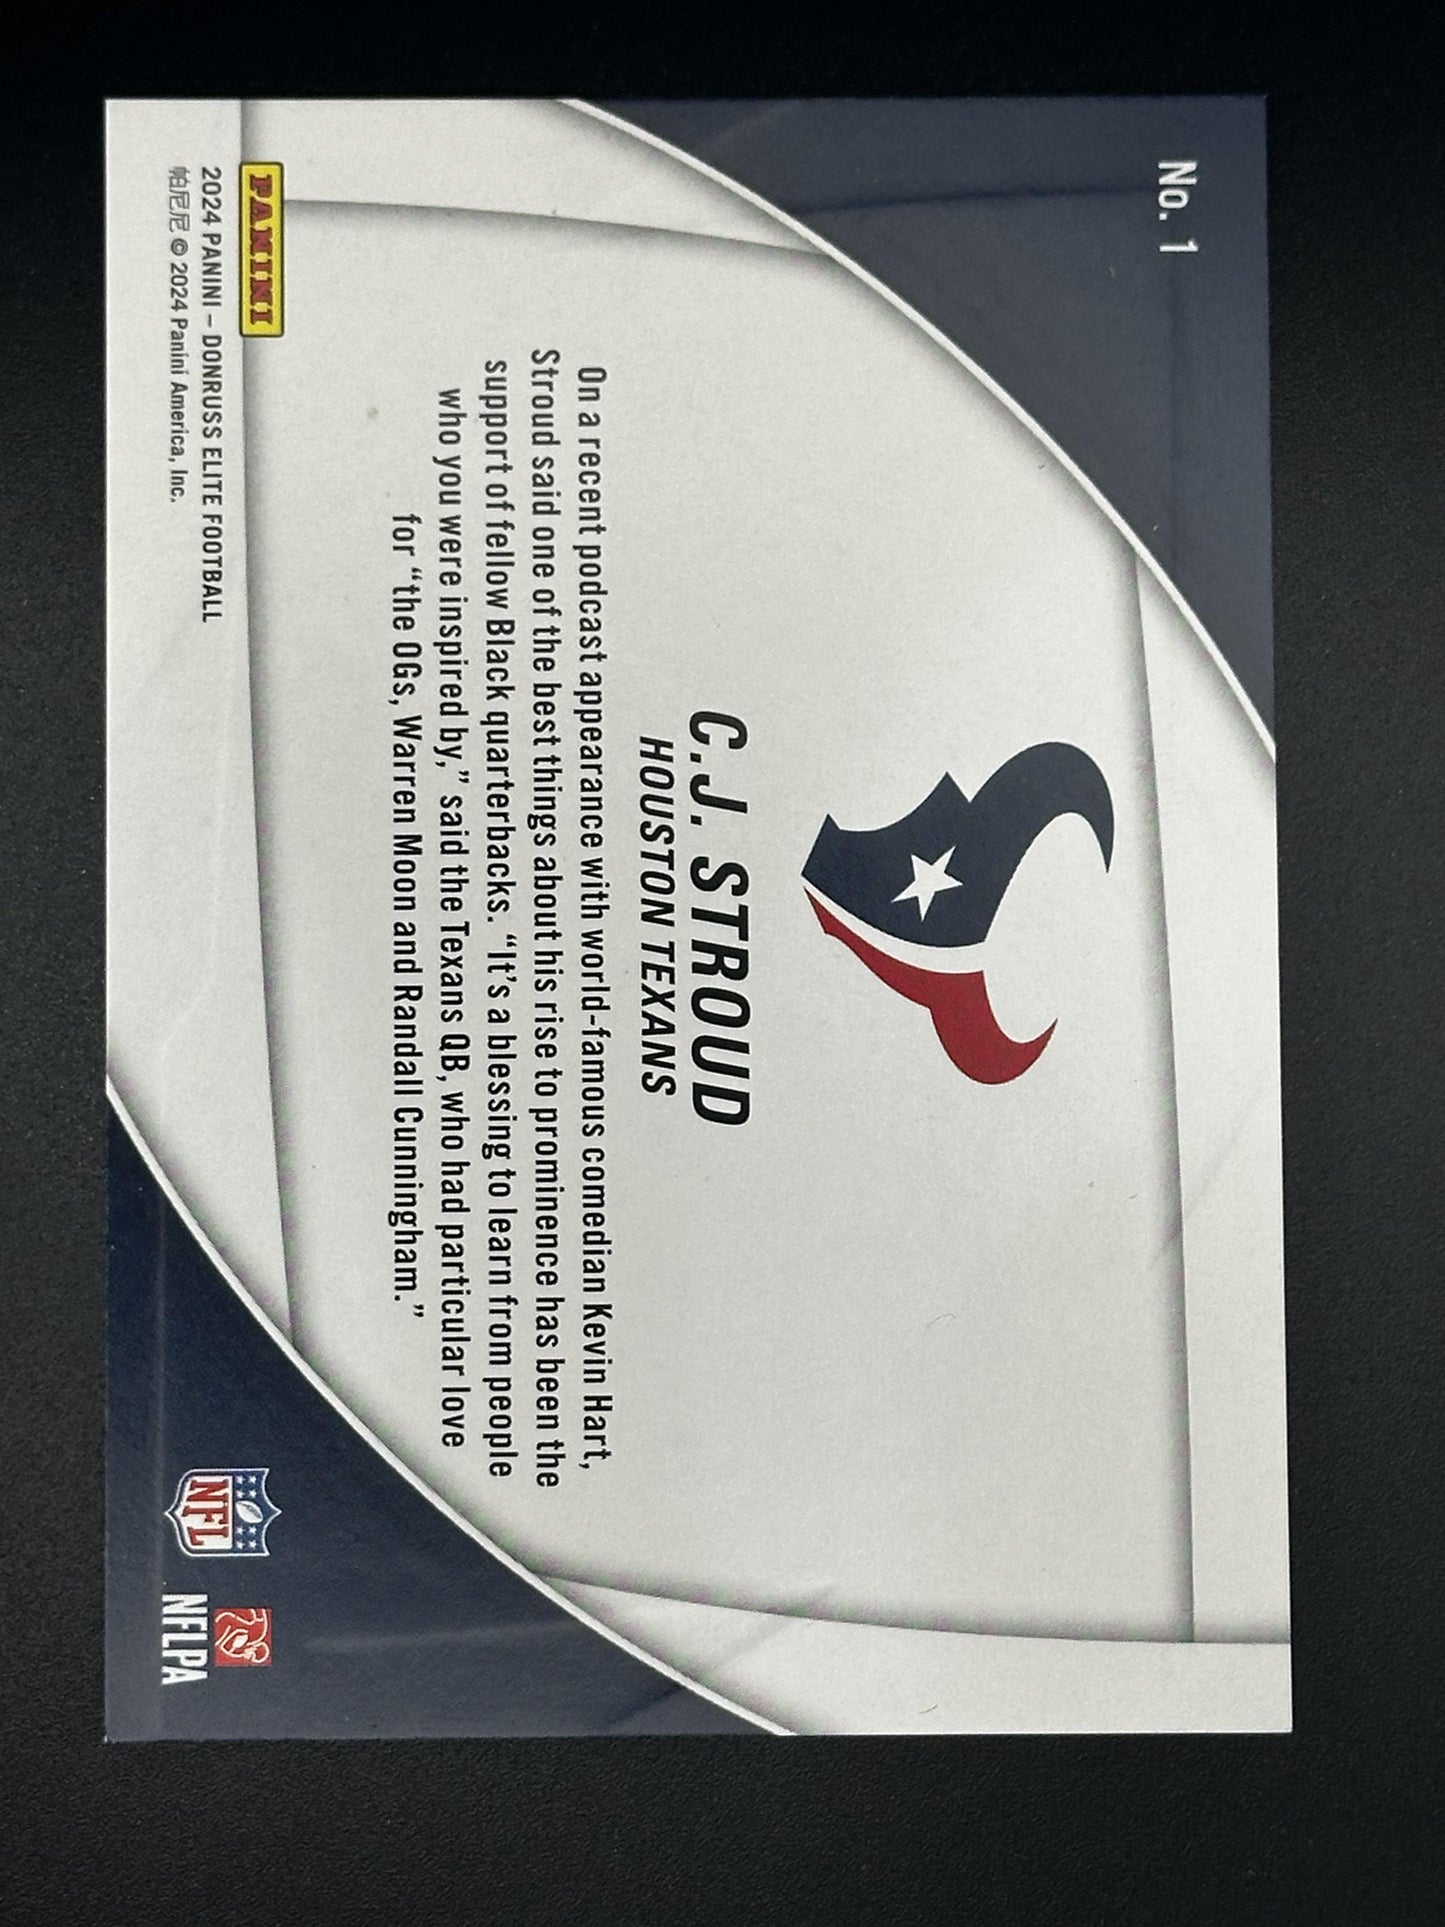 No. 1
C.J. STROUD
HOUSTON TEXANS
On a recent podcast appearance with world-famous comedian Kevin Hart,
Stroud said one of the best things about his rise to prominence has been the
support of fellow Black quarterbacks. “It’s a blessing to learn from people
who you were inspired by,” said the Texans QB, who had particular love
for “the OGs, Warren Moon and Randall Cunningham.”
PANINI
2024 PANINI – DONRUSS ELITE FOOTBALL
帕尼尼 © 2024 Panini America, Inc.
NFL
NFLPA